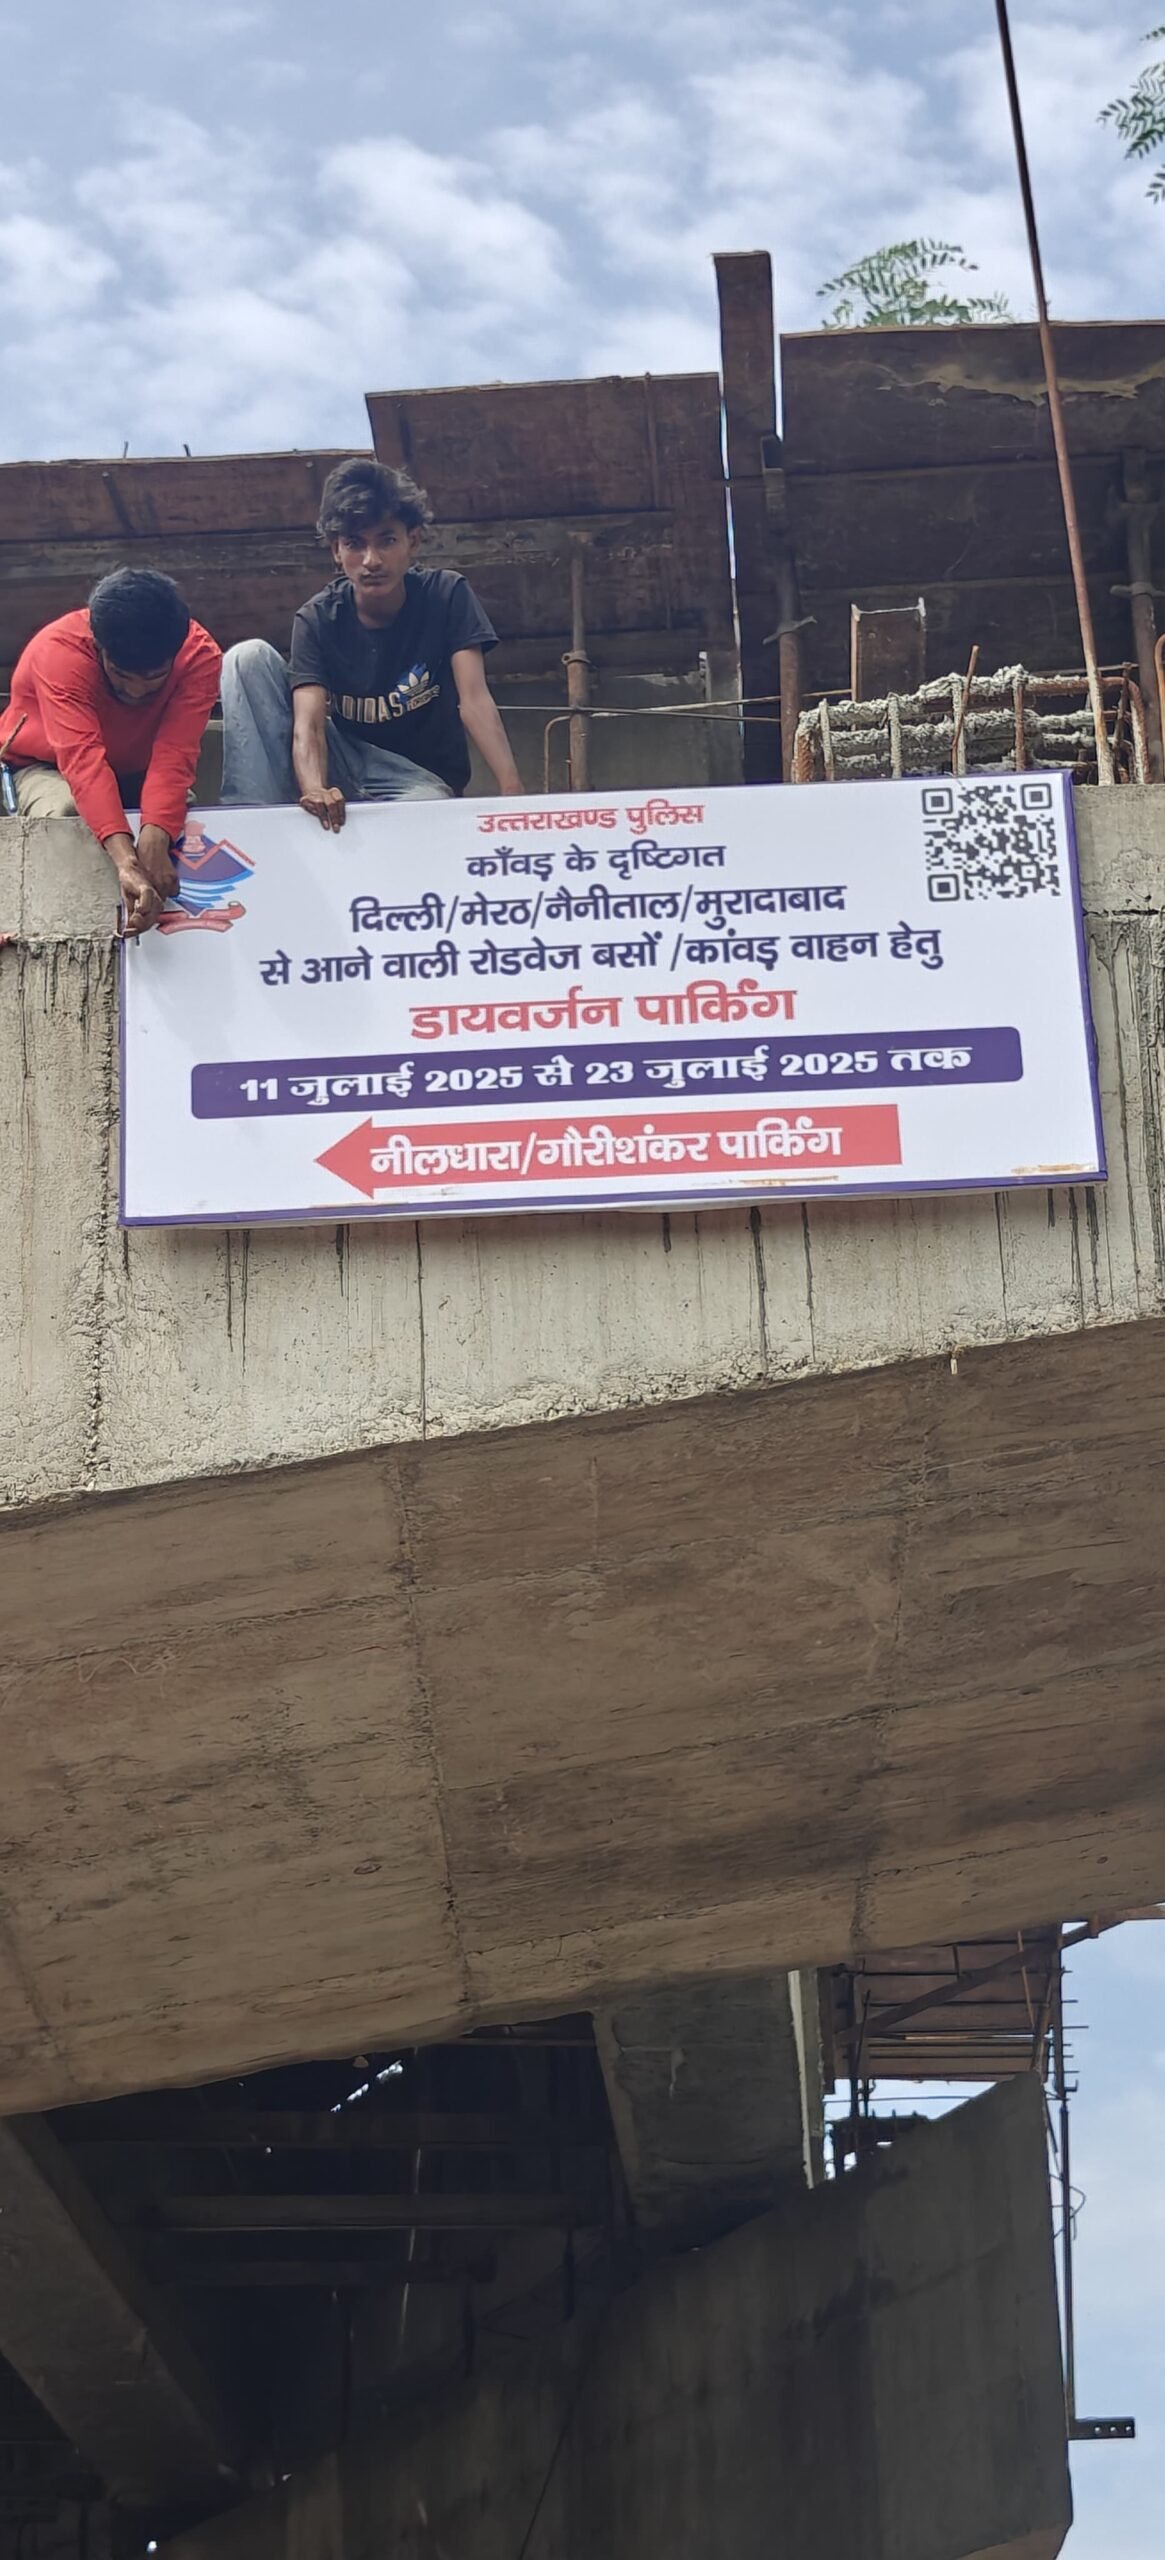 उत्तराखण्ड पुलिस
काँवड़ के दृष्टिगत
दिल्ली/मेरठ/नैनीताल/मुरादाबाद
से आने वाली रोडवेज बसों /कांवड़ वाहन हेतु
डायवर्जन पार्किंग
11 जुलाई 2025 से 23 जुलाई 2025 तक
नीलधारा/गौरीशंकर पार्किंग